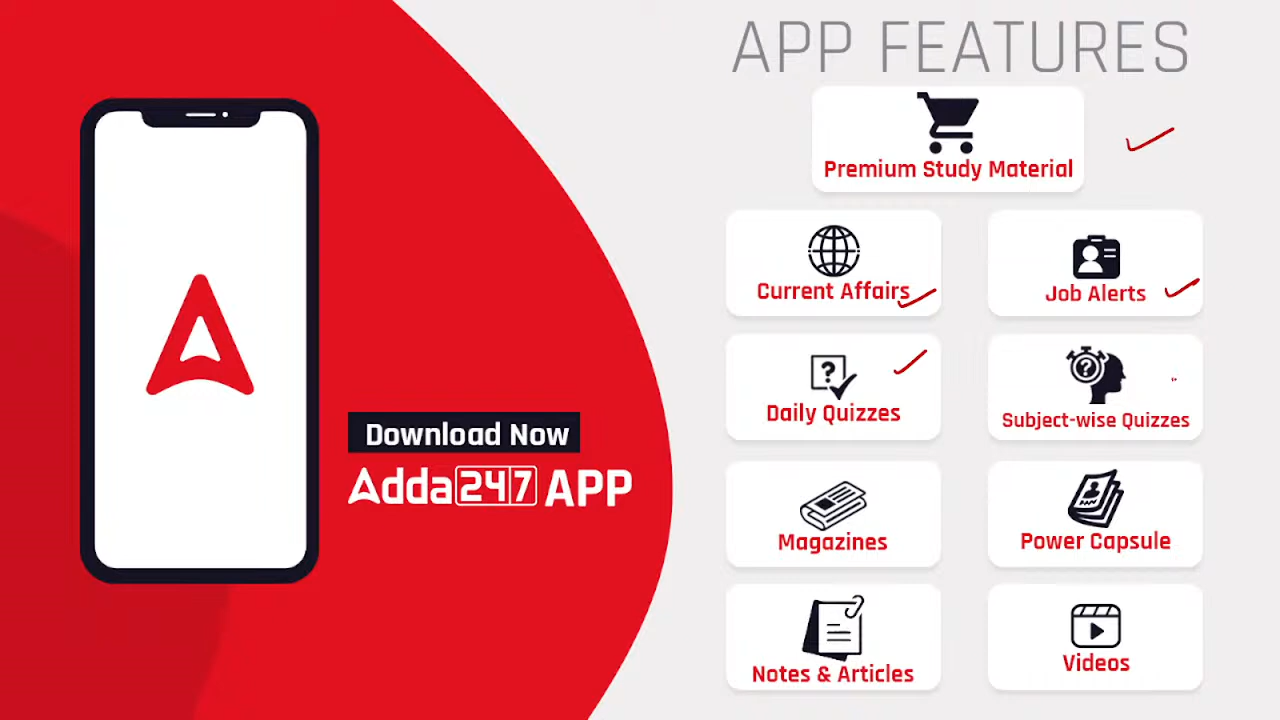 APP FEATURES
Premium Study Material
Current Affairs
Job Alerts
Daily Quizzes
Subject-wise Quizzes
Magazines
Power Capsule
Notes & Articles
Videos
Download Now
Adda247 APP